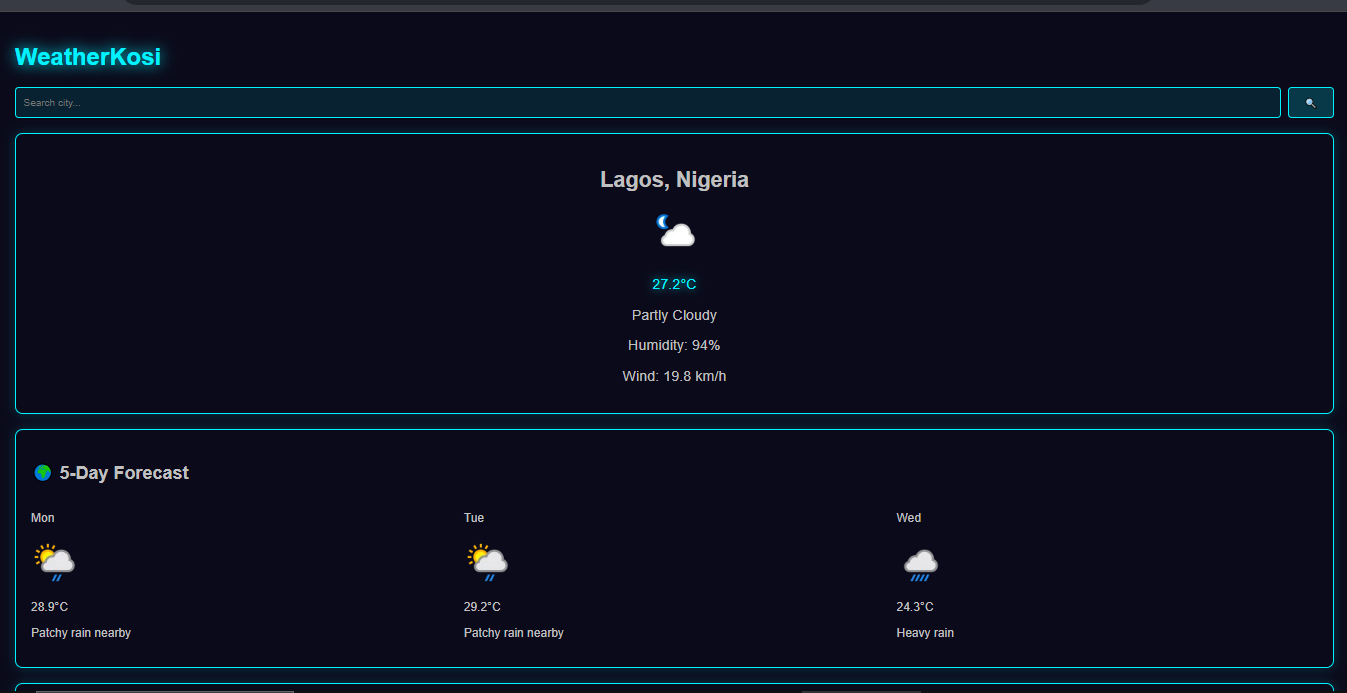 WeatherKosi
Search city...
Lagos, Nigeria
27.2°C
Partly Cloudy
Humidity: 94%
Wind: 19.8 km/h
5-Day Forecast
Mon
Tue
Wed
28.9°C
29.2°C
24.3°C
Patchy rain nearby
Patchy rain nearby
Heavy rain